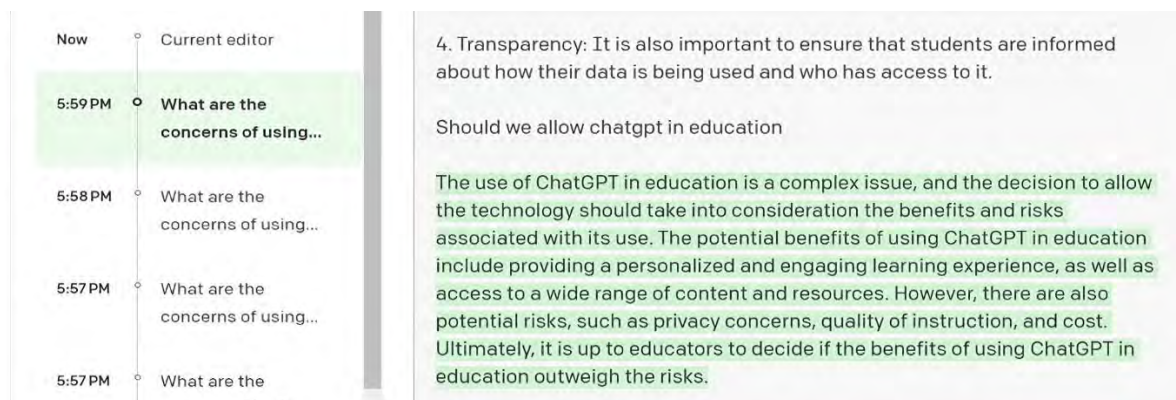 Now Current editor
5:59 PM What are the
concerns of using...
5:58 PM What are the
concerns of using...
5:57 PM What are the
concerns of using...
5:57 PM What are the
4. Transparency: It is also important to ensure that students are informed
about how their data is being used and who has access to it.
Should we allow chatgpt in education
The use of ChatGPT in education is a complex issue, and the decision to allow
the technology should take into consideration the benefits and risks
associated with its use. The potential benefits of using ChatGPT in education
include providing a personalized and engaging learning experience, as well as
access to a wide range of content and resources. However, there are also
potential risks, such as privacy concerns, quality of instruction, and cost.
Ultimately, it is up to educators to decide if the benefits of using ChatGPT in
education outweigh the risks.